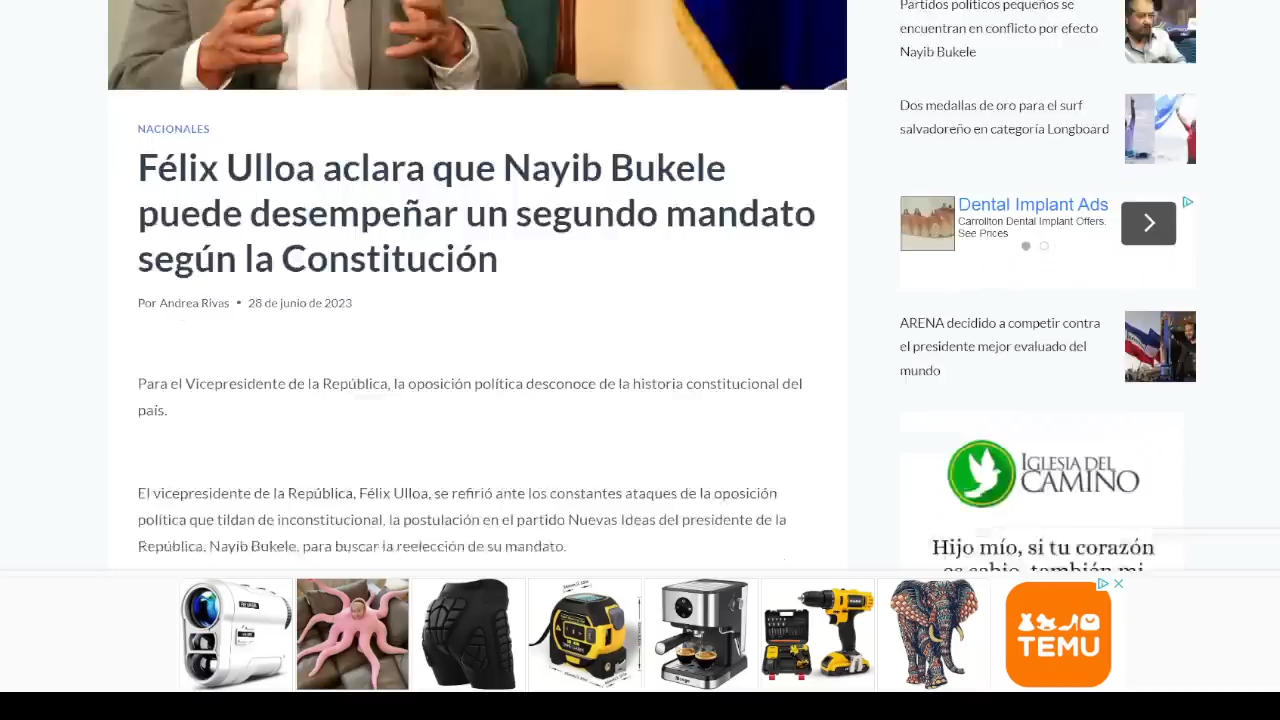 NACIONALES
Félix Ulloa aclara que Nayib Bukele
puede desempeñar un segundo mandato
según la Constitución
Por Andrea Rivas • 28 de junio de 2023
Para el Vicepresidente de la República, la oposición política desconoce de la historia constitucional del
país.
El vicepresidente de la República, Félix Ulloa, se refirió ante los constantes ataques de la oposición
política que tildan de inconstitucional, la postulación en el partido Nuevas Ideas del presidente de la
República, Nayib Bukele, para buscar la reelección de su mandato.
Partidos políticos pequeños se
encuentran en conflicto por efecto
Nayib Bukele
Dos medallas de oro para el surf
salvadoreño en categoría Longboard
Dental Implant Ads
Carrollton Dental Implant Offers.
See Prices
ARENA decidido a competir contra
el presidente mejor evaluado del
mundo
IGLESIA DEL
CAMINO
Hijo mío, si tu corazón
es sabio, también mi
TEMU